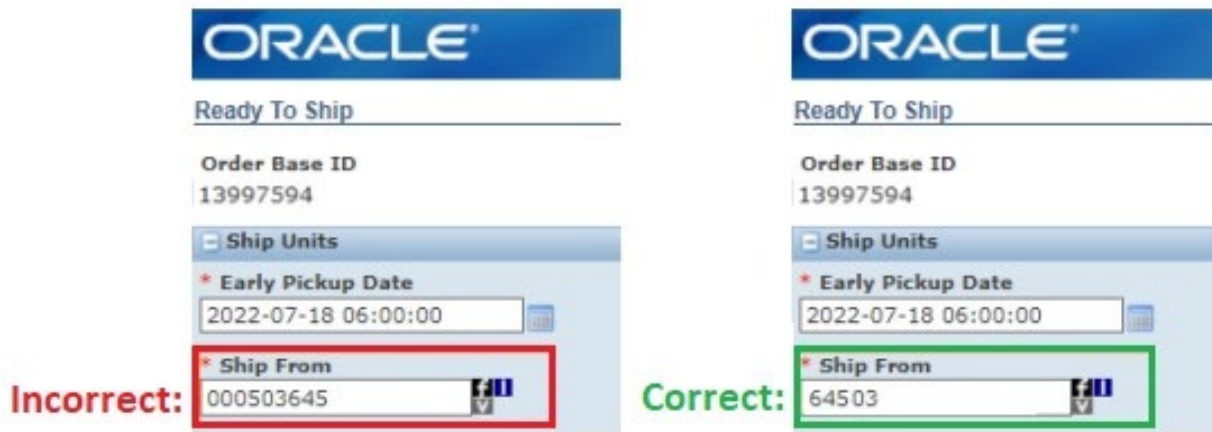 ORACLE
Ready To Ship
Order Base ID
13997594
Ship Units
* Early Pickup Date
2022-07-18 06:00:00
* Ship From
Incorrect: 000503645
ORACLE
Ready To Ship
Order Base ID
13997594
Ship Units
* Early Pickup Date
2022-07-18 06:00:00
* Ship From
Correct: 64503